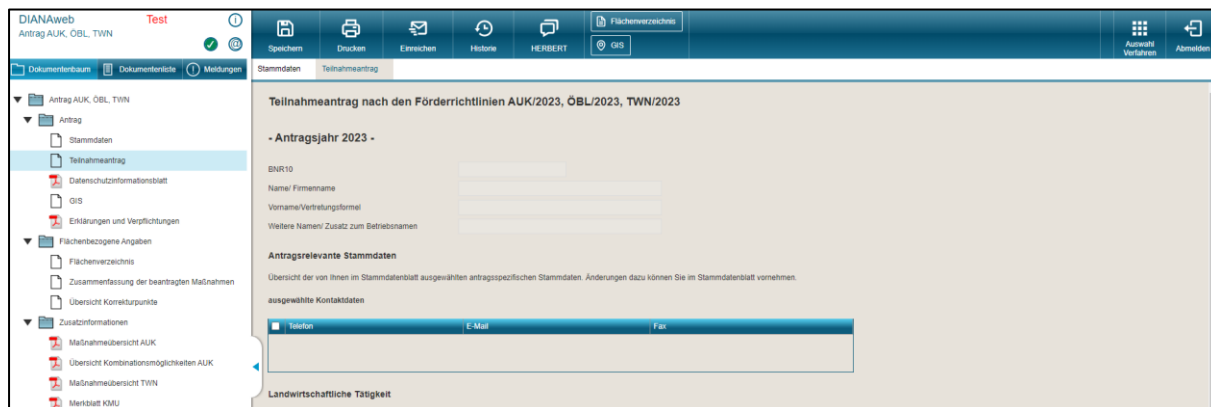 DIANAweb Test
Antrag AUK, ÖBL, TWN
Dokumentenbaum Dokumentenliste Meldungen
Antrag AUK, ÖBL, TWN
Antrag
Stammdaten
Teilnahmeantrag
Datenschutzinformationsblatt
GIS
Erklärungen und Verpflichtungen
Flächenbezogene Angaben
Flächenverzeichnis
Zusammenfassung der beantragten Maßnahmen
Übersicht Korrekturpunkte
Zusatzinformationen
Maßnahmeübersicht AUK
Übersicht Kombinationsmöglichkeiten AUK
Maßnahmeübersicht TWN
Merkblatt KMU
Speichern Drucken Einreichen Historie HERBERT
Flächenverzeichnis
GIS
Auswahl Verfahren
Abmelden
Stammdaten Teilnahmeantrag
Teilnahmeantrag nach den Förderrichtlinien AUK/2023, ÖBL/2023, TWN/2023
- Antragsjahr 2023 -
BNR10
Name/ Firmenname
Vorname/Vertretungsformel
Weitere Namen/ Zusatz zum Betriebsnamen
Antragsrelevante Stammdaten
Übersicht der von Ihnen im Stammdatenblatt ausgewählten antragsspezifischen Stammdaten. Änderungen dazu können Sie im Stammdatenblatt vornehmen.
ausgewählte Kontaktdaten
Telefon E-Mail Fax
Landwirtschaftliche Tätigkeit